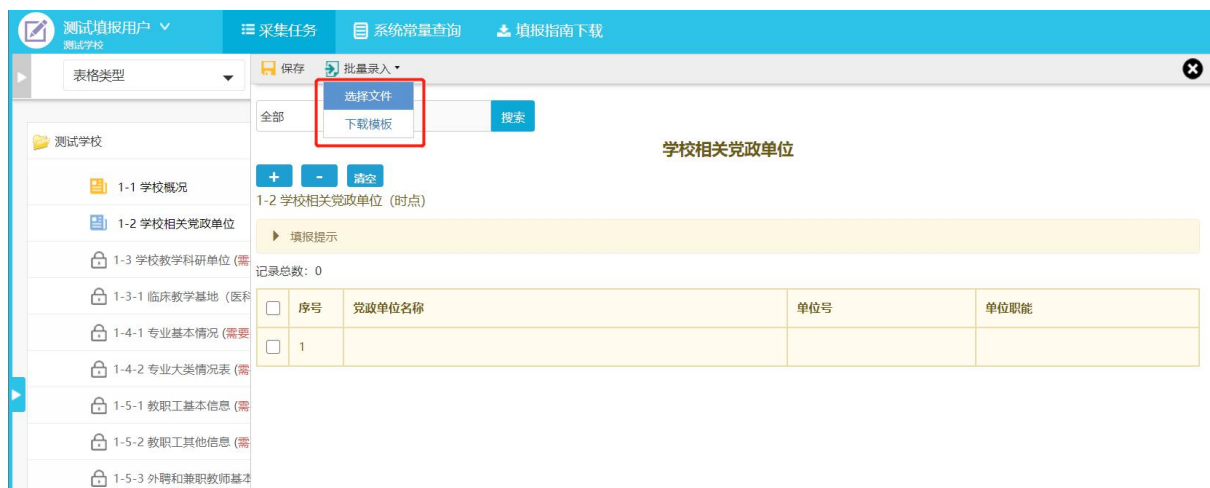 测试填报用户
测试学校
采集任务
系统常量查询
填报指南下载
表格类型
保存
批量录入
选择文件
下载模板
全部
搜索
测试学校
学校相关党政单位
+
-
清空
1-2 学校相关党政单位（时点）
填报提示
记录总数：0
序号 党政单位名称 单位号 单位职能
1
1-1 学校概况
1-2 学校相关党政单位
1-3 学校教学科研单位 (需
1-3-1 临床教学基地（医科
1-4-1 专业基本情况 (需要
1-4-2 专业大类情况表 (需
1-5-1 教职工基本信息 (需
1-5-2 教职工其他信息 (需
1-5-3 外聘和兼职教师基本